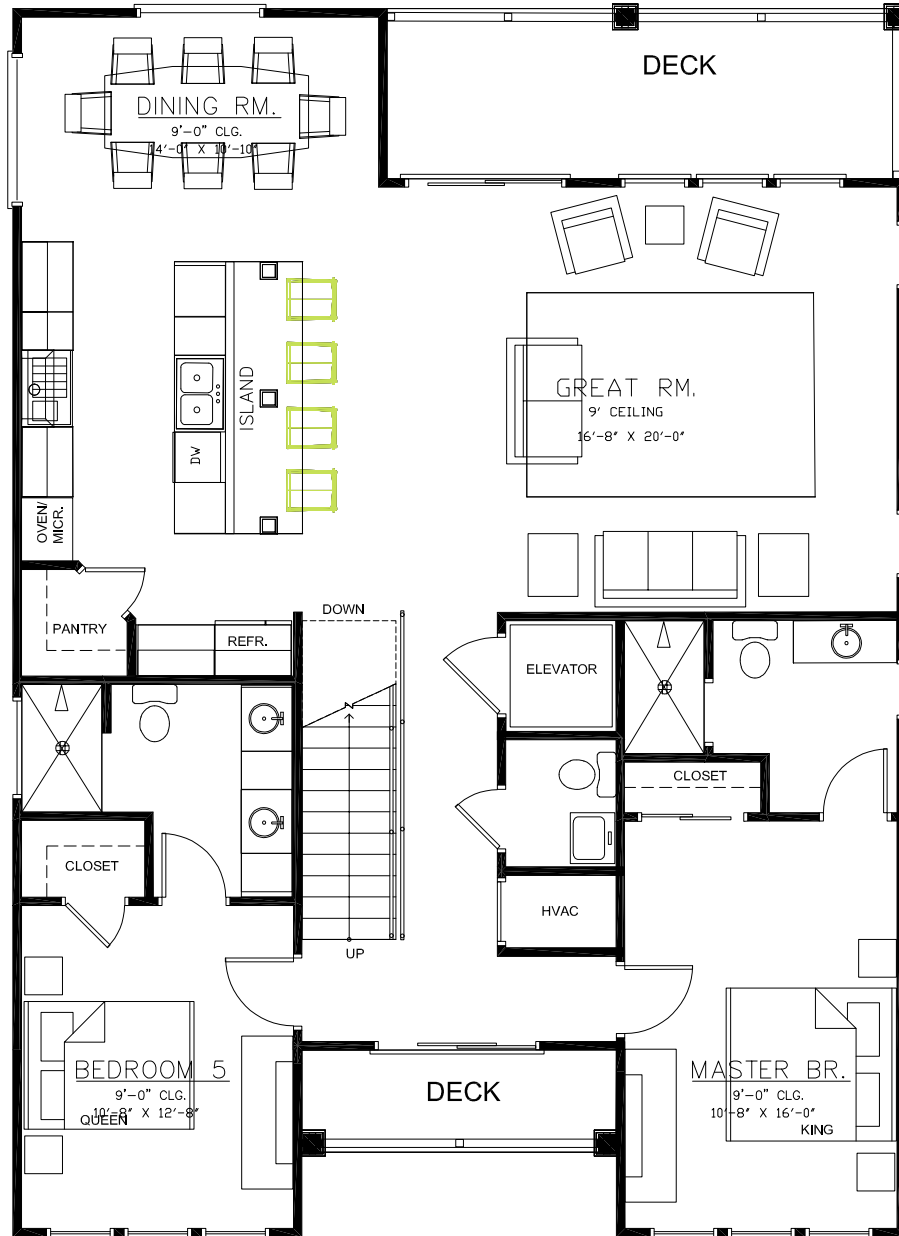 DECK
DINING RM.
9'-0" CLG.
14'-0" X 10'-10"
ISLAND
DW
GREAT RM.
9' CEILING
16'-8" X 20'-0"
OVEN/
MICR.
PANTRY
REFR.
DOWN
ELEVATOR
CLOSET
CLOSET
HVAC
UP
BEDROOM 5
9'-0" CLG.
10'-8" X 12'-8"
QUEEN
DECK
MASTER BR.
9'-0" CLG.
10'-8" X 16'-0"
KING